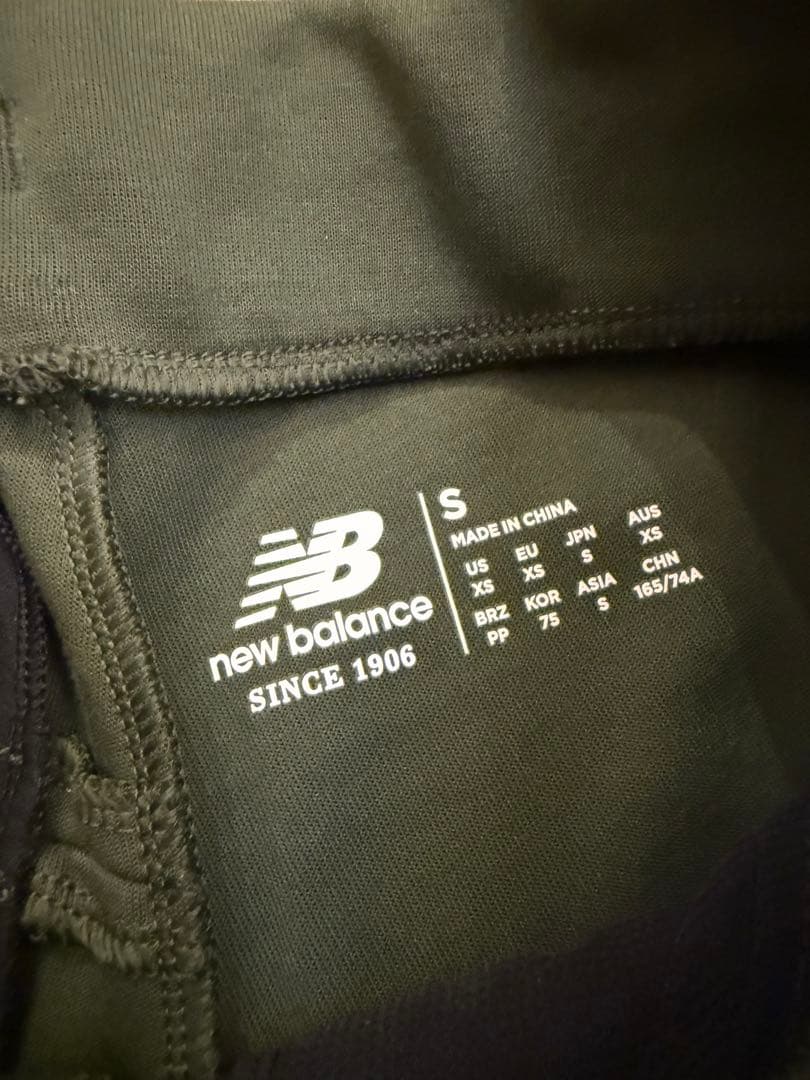 NB
new balance
SINCE 1906
S
MADE IN CHINA
US EU JPN AUS
XS XS S XS
BRZ KOR ASIA CHN
PP 75 S 165/74A